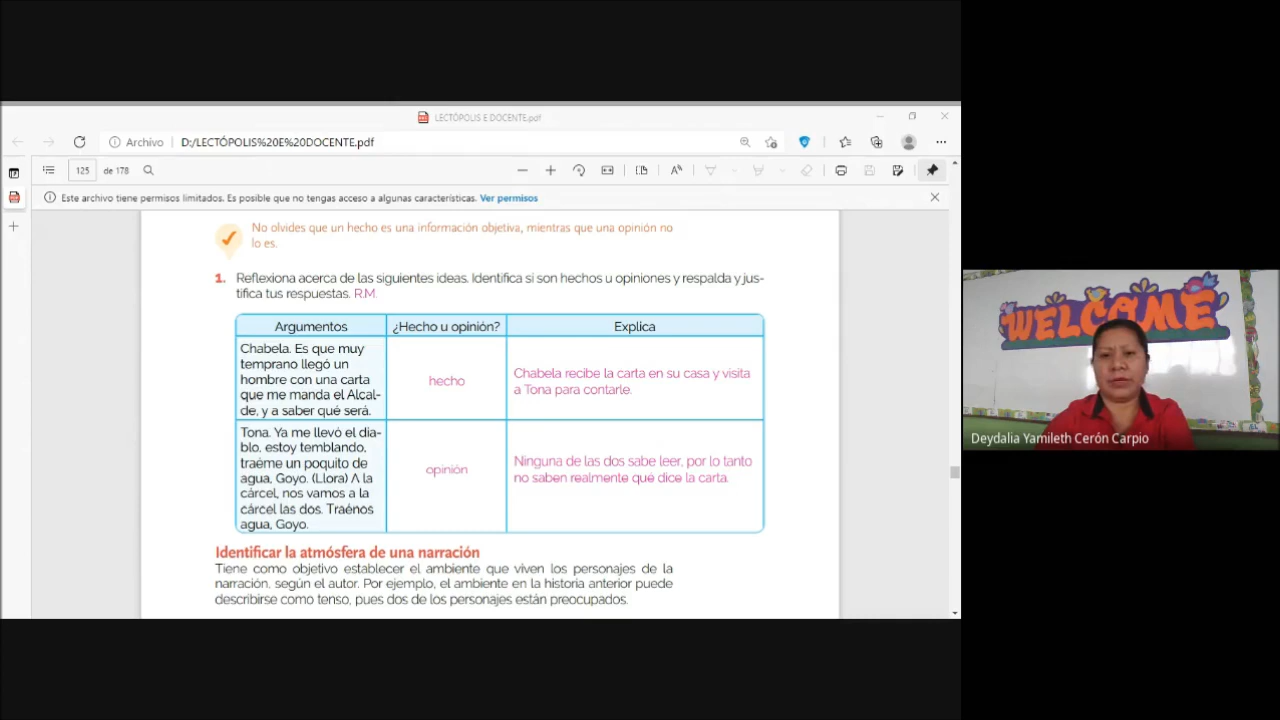 LECTÓPOLIS E DOCENTE.pdf
Archivo
D:/LECTÓPOLIS%20E%20DOCENTE.pdf
125
de 178
Este archivo tiene permisos limitados. Es posible que no tengas acceso a algunas características. Ver permisos
No olvides que un hecho es una información objetiva, mientras que una opinión no
lo es.
1. Reflexiona acerca de las siguientes ideas. Identifica si son hechos u opiniones y respalda y jus-
tifica tus respuestas. R.M.
Argumentos
¿Hecho u opinión?
Explica
Chabela. Es que muy
temprano llegó un
hombre con una carta
que me manda el Alcal-
de, y a saber qué será.
hecho
Chabela recibe la carta en su casa y visita
a Tona para contarle.
Tona. Ya me llevó el dia-
blo, estoy temblando,
traéme un poquito de
agua, Goyo. (Llora) A la
cárcel, nos vamos a la
cárcel las dos. Traénos
agua, Goyo.
opinión
Ninguna de las dos sabe leer, por lo tanto
no saben realmente qué dice la carta.
Identificar la atmósfera de una narración
Tiene como objetivo establecer el ambiente que viven los personajes de la
narración, según el autor. Por ejemplo, el ambiente en la historia anterior puede
describirse como tenso, pues dos de los personajes están preocupados.
WELCOME
Deydalia Yamileth Cerón Carpio